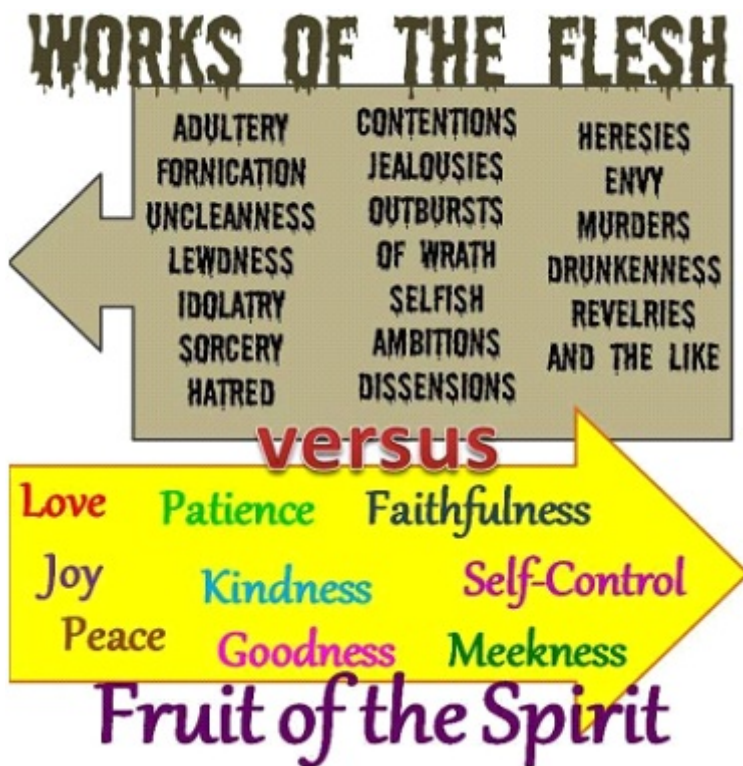 WORKS OF THE FLESH
ADULTERY
FORNICATION
UNCLEANNESS
LEWDNESS
IDOLATRY
SORCERY
HATRED
CONTENTIONS
JEALOUSIES
OUTBURSTS
OF WRATH
SELFISH
AMBITIONS
DISSENSIONS
HERESIES
ENVY
MURDERS
DRUNKENNESS
REVELRIES
AND THE LIKE
versus
Love
Joy
Peace
Patience
Kindness
Goodness
Faithfulness
Self-Control
Meekness
Fruit of the Spirit